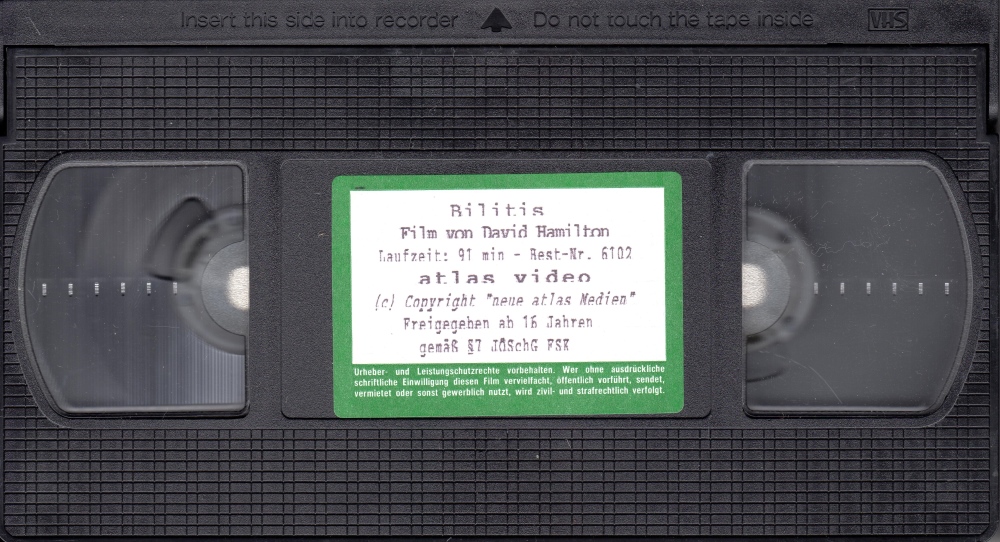 Insert this side into recorder Do not touch the tape inside VHS
Bilitis
Film von David Hamilton
Laufzeit: 91 min - Best-Nr. 6102
atlas video
(c) Copyright "neue atlas Medien"
Freigegeben ab 16 Jahren
gemäß §7 JÖSchG FSK
Urheber- und Leistungschutzrechte vorbehalten. Wer ohne ausdrückliche
schriftliche Einwilligung diesen Film vervielfacht, öffentlich vorführt, sendet,
vermietet oder sonst gewerblich nutzt, wird zivil- und strafrechtlich verfolgt.